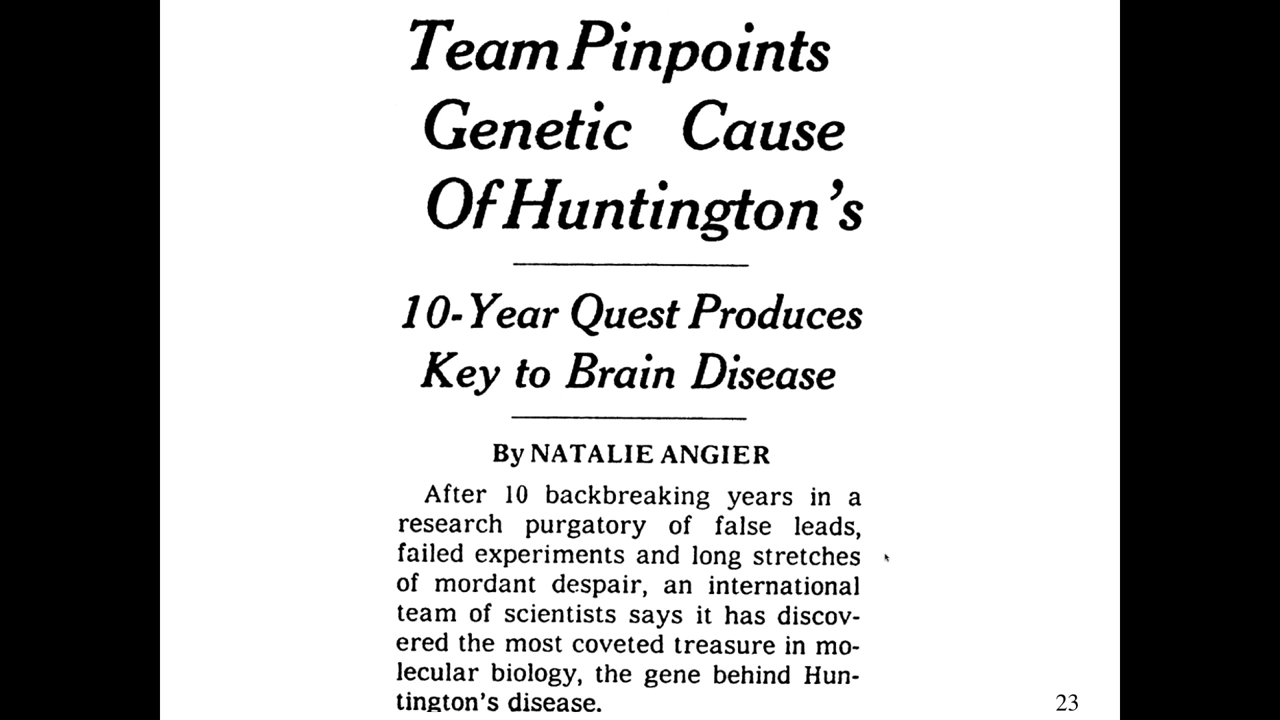 Team Pinpoints
Genetic Cause
Of Huntington's
10-Year Quest Produces
Key to Brain Disease
By NATALIE ANGIER
After 10 backbreaking years in a
research purgatory of false leads,
failed experiments and long stretches
of mordant despair, an international
team of scientists says it has discov-
ered the most coveted treasure in mo-
lecular biology, the gene behind Hun-
tington's disease.
23